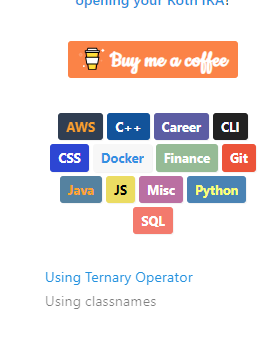 opening your Roth IRA!
Buy me a coffee
AWS C++ Career CLI
CSS Docker Finance Git
Java JS Misc Python
SQL
Using Ternary Operator
Using classnames